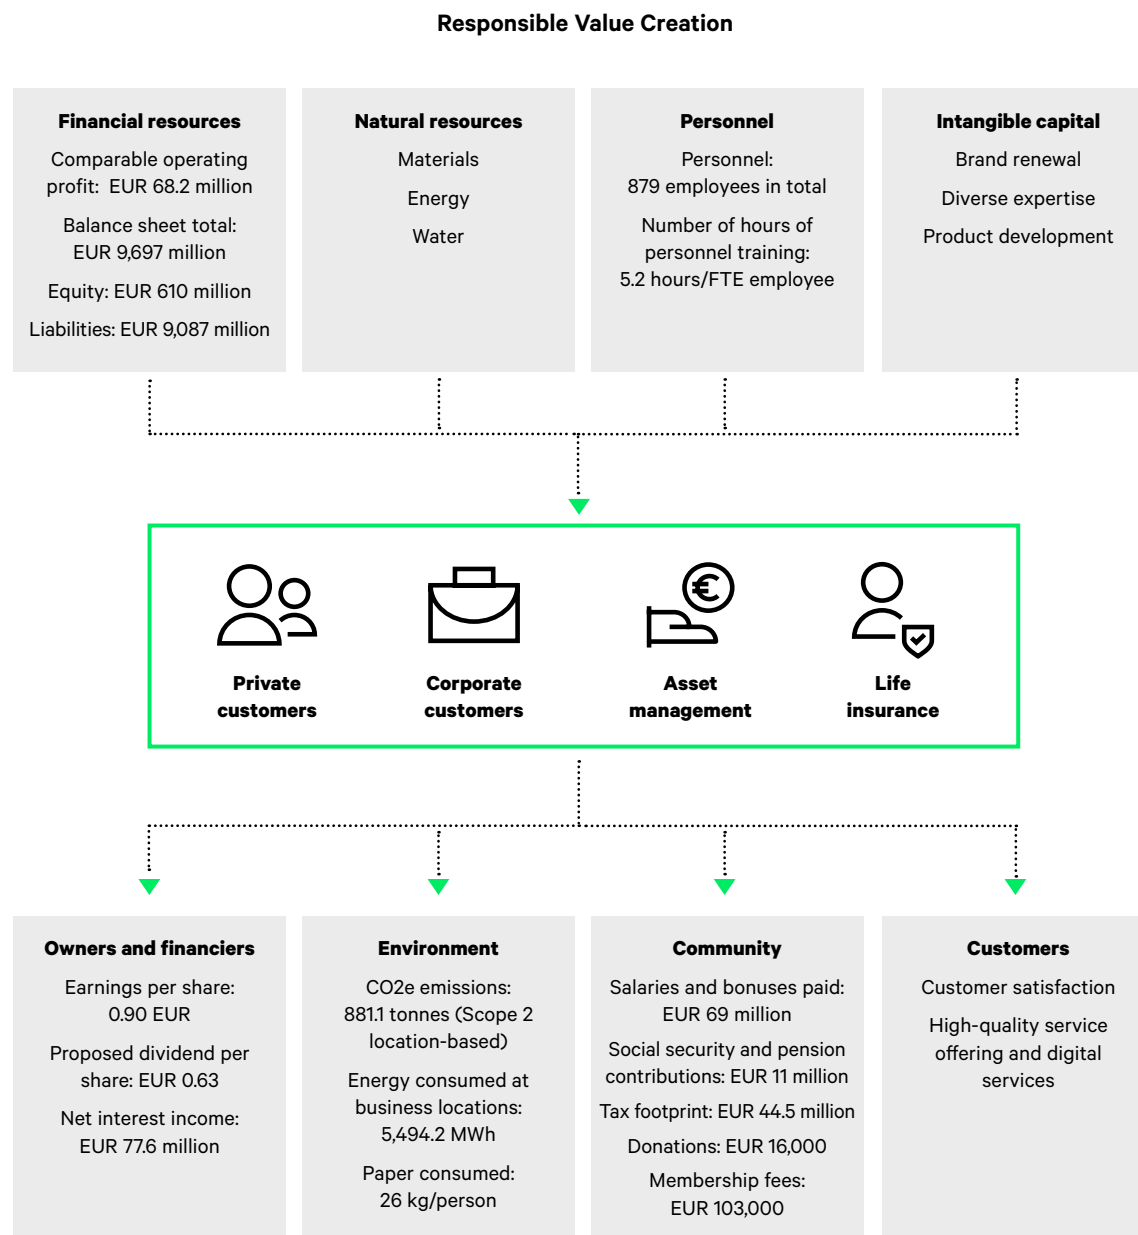 Responsible Value Creation
Financial resources
Comparable operating
profit: EUR 68.2 million
Balance sheet total:
EUR 9,697 million
Equity: EUR 610 million
Liabilities: EUR 9,087 million
Natural resources
Materials
Energy
Water
Personnel
Personnel:
879 employees in total
Number of hours of
personnel training:
5.2 hours/FTE employee
Intangible capital
Brand renewal
Diverse expertise
Product development
Private
customers
Corporate
customers
€
Asset
management
Life
insurance
Owners and financiers
Earnings per share:
0.90 EUR
Proposed dividend per
share: EUR 0.63
Net interest income:
EUR 77.6 million
Environment
CO2e emissions:
881.1 tonnes (Scope 2
location-based)
Energy consumed at
business locations:
5,494.2 MWh
Paper consumed:
26 kg/person
Community
Salaries and bonuses paid:
EUR 69 million
Social security and pension
contributions: EUR 11 million
Tax footprint: EUR 44.5 million
Donations: EUR 16,000
Membership fees:
EUR 103,000
Customers
Customer satisfaction
High-quality service
offering and digital
services